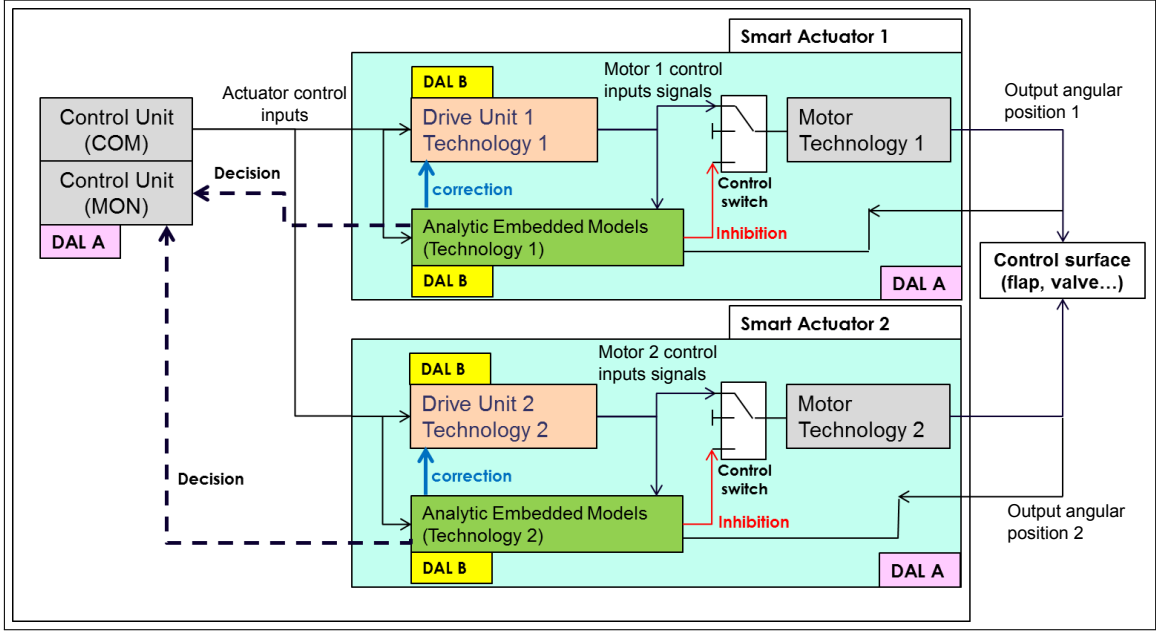 Smart Actuator 1
DAL B
Motor 1 control
inputs signals
Actuator control
inputs
Output angular
position 1
Control Unit
(COM)
Control Unit
(MON)
DAL A
Decision
Drive Unit 1
Technology 1
Motor
Technology 1
correction
Control
switch
Analytic Embedded Models
(Technology 1)
Inhibition
DAL B
DAL A
Control surface
(flap, valve…)
Smart Actuator 2
DAL B
Motor 2 control
inputs signals
Drive Unit 2
Technology 2
Motor
Technology 2
Decision
correction
Control
switch
Analytic Embedded Models
(Technology 2)
Inhibition
DAL B
DAL A
Output angular
position 2